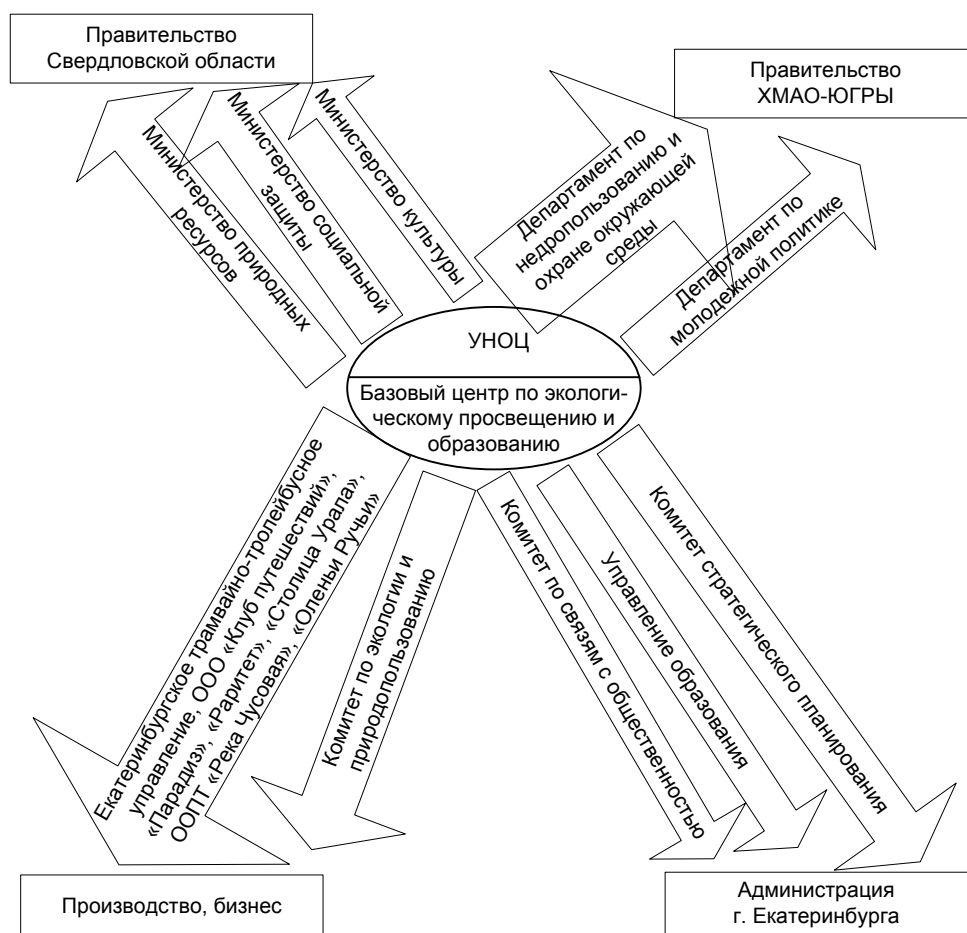 Правительство
Свердловской области
Правительство
ХМАО-ЮГРЫ
Министерство природных
ресурсов
Министерство социальной
защиты
Министерство культуры
Департамент по
недропользованию и
охране окружающей
среды
Департамент по
молодежной политике
УНОЦ
Базовый центр по экологи-
ческому просвещению и
образованию
Екатеринбургское трамвайно-тролейбусное
управление, ООО «Клуб путешествий»,
«Парадиз», «Раритет», «Столица Урала»,
ООПТ «Река Чусовая», «Оленьи Ручьи»
Комитет по экологии и
природопользованию
Комитет по связям с общественностью
Управление образования
Комитет стратегического планирования
Производство, бизнес
Администрация
г. Екатеринбурга